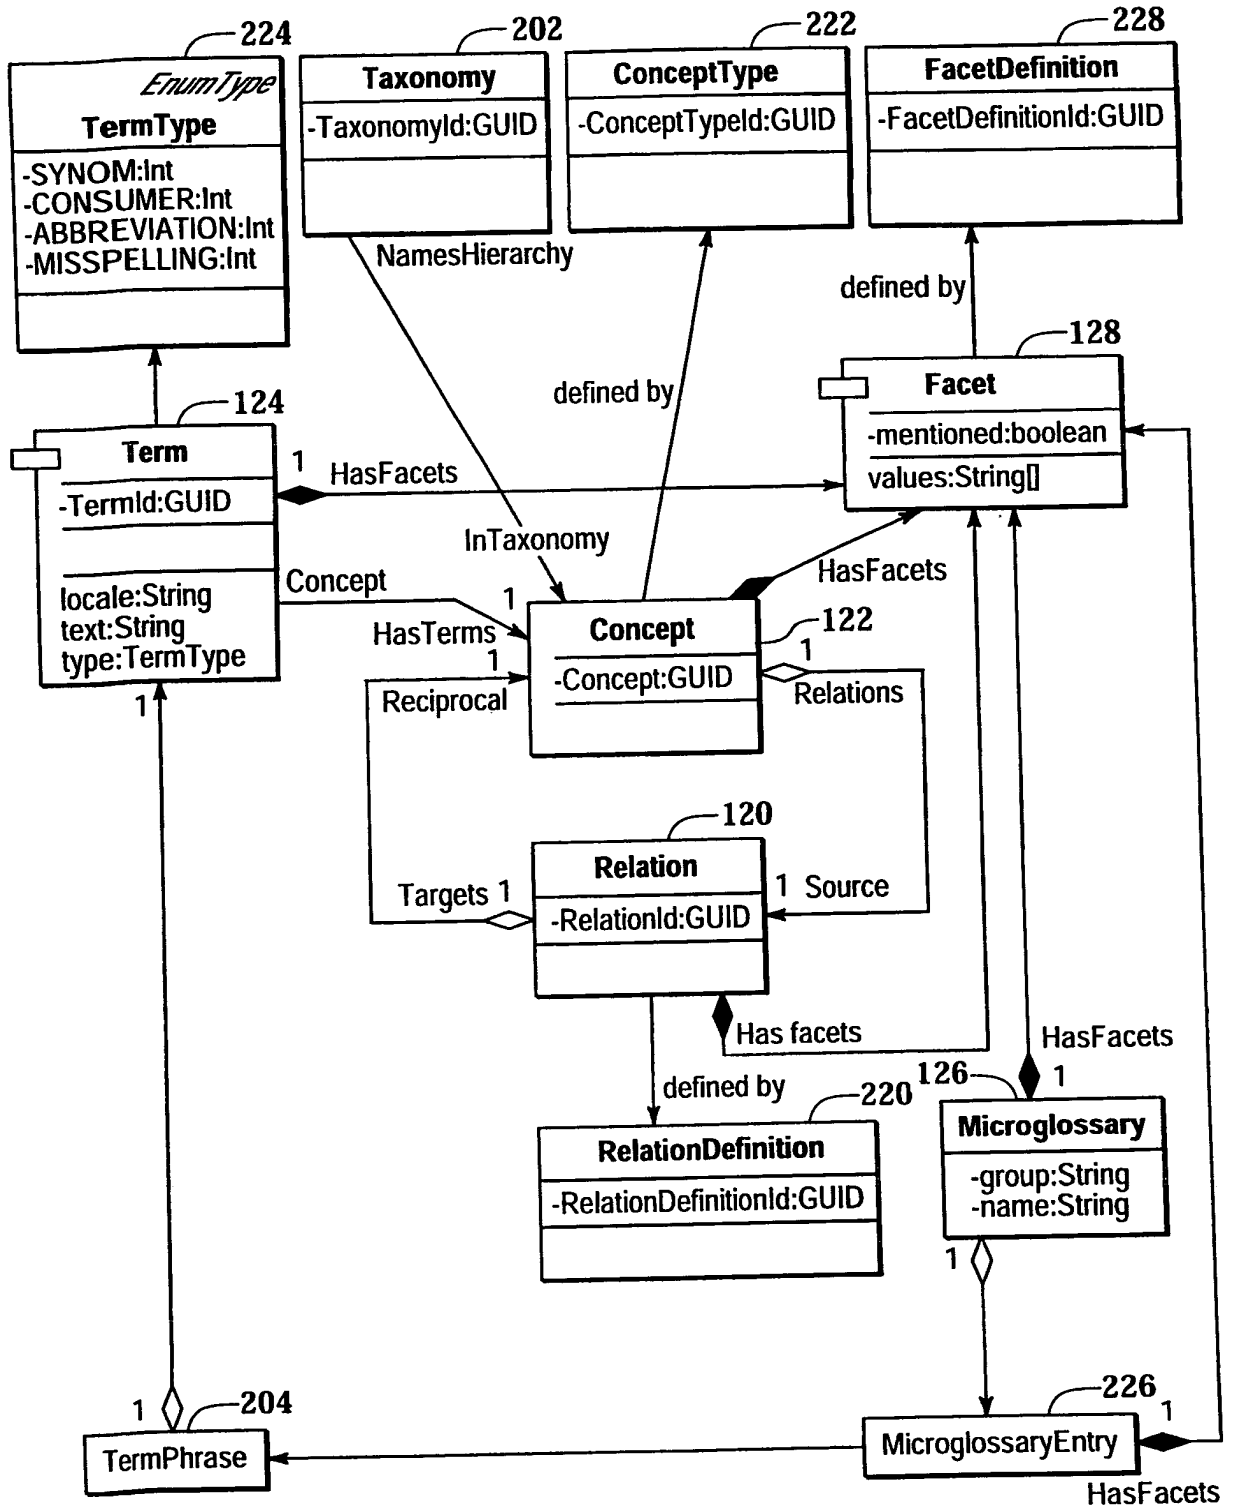 224
202
222
228
EnumType
TermType
-SYNOM:Int
-CONSUMER:Int
-ABBREVIATION:Int
-MISSPELLING:Int
Taxonomy
-TaxonomyId:GUID
ConceptType
-ConceptTypeId:GUID
FacetDefinition
-FacetDefinitionId:GUID
NamesHierarchy
defined by
defined by
128
Facet
-mentioned:boolean
values:String[]
124
Term
-TermId:GUID
locale:String
text:String
type:TermType
1
HasFacets
InTaxonomy
HasFacets
Concept
1
HasTerms
1
Reciprocal
122
Concept
-Concept:GUID
1
Relations
1
120
Relation
-RelationId:GUID
Targets 1
1 Source
Has facets
defined by
HasFacets
220
RelationDefinition
-RelationDefinitionId:GUID
126
1
Microglossary
-group:String
-name:String
1
226
1
MicroglossaryEntry
HasFacets
1
204
TermPhrase